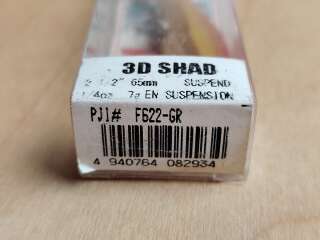 3D SHAD
2 1/2" 65mm SUSPEND
1/4oz 7g EN SUSPENSION
PJ1# F622-GR
4 940764 082934